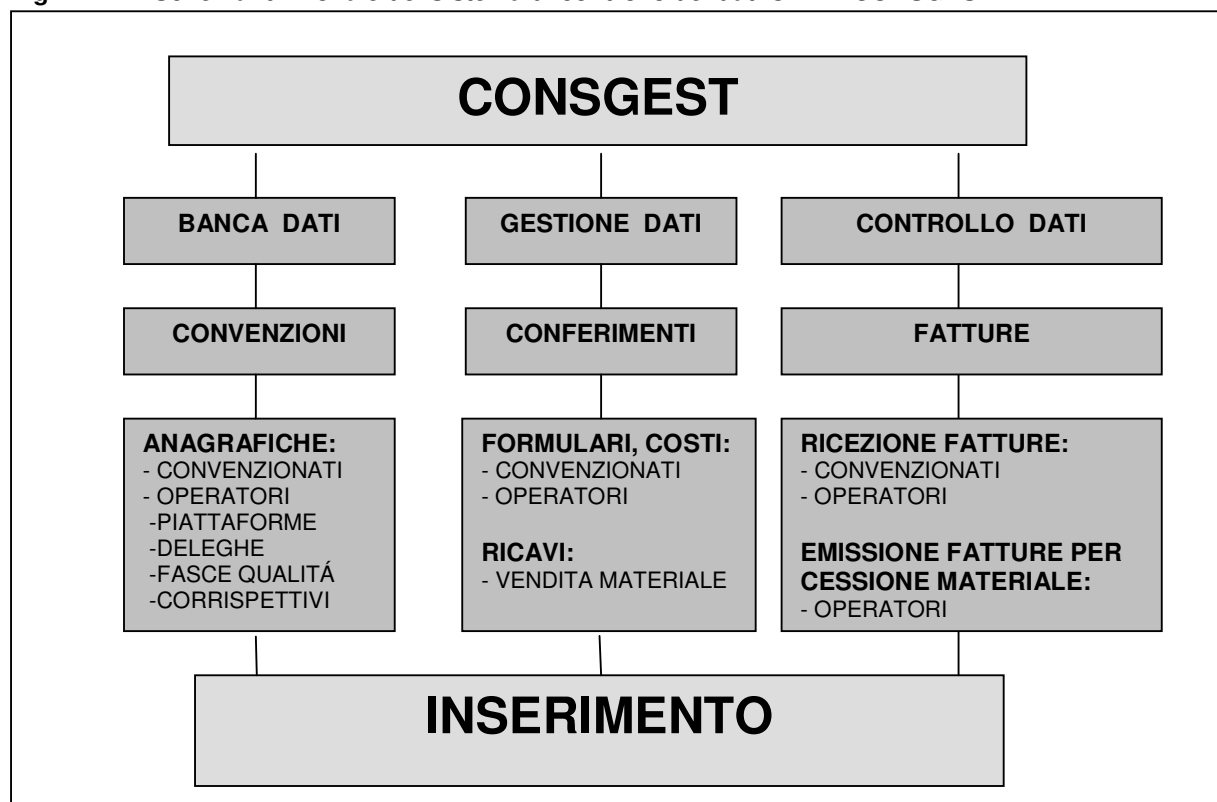 CONSGEST
BANCA DATI
GESTIONE DATI
CONTROLLO DATI
CONVENZIONI
CONFERIMENTI
FATTURE
ANAGRAFICHE:
- CONVENZIONATI
- OPERATORI
-PIATTAFORME
-DELEGHE
-FASCE QUALITÁ
-CORRISPETTIVI
FORMULARI, COSTI:
- CONVENZIONATI
- OPERATORI
RICAVI:
- VENDITA MATERIALE
RICEZIONE FATTURE:
- CONVENZIONATI
- OPERATORI
EMISSIONE FATTURE PER
CESSIONE MATERIALE:
- OPERATORI
INSERIMENTO